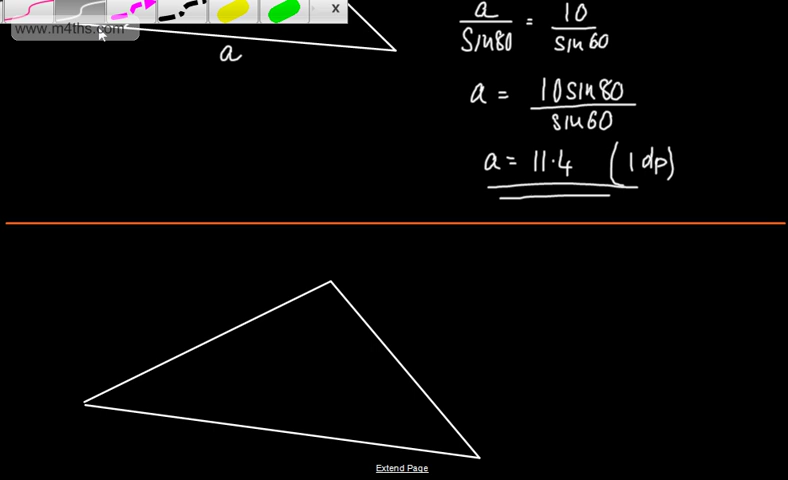 www.m4ths.com
x
a
a/Sin80 = 10/sin60
a = 10sin80/sin60
a = 11.4 (1dp)
Extend Page